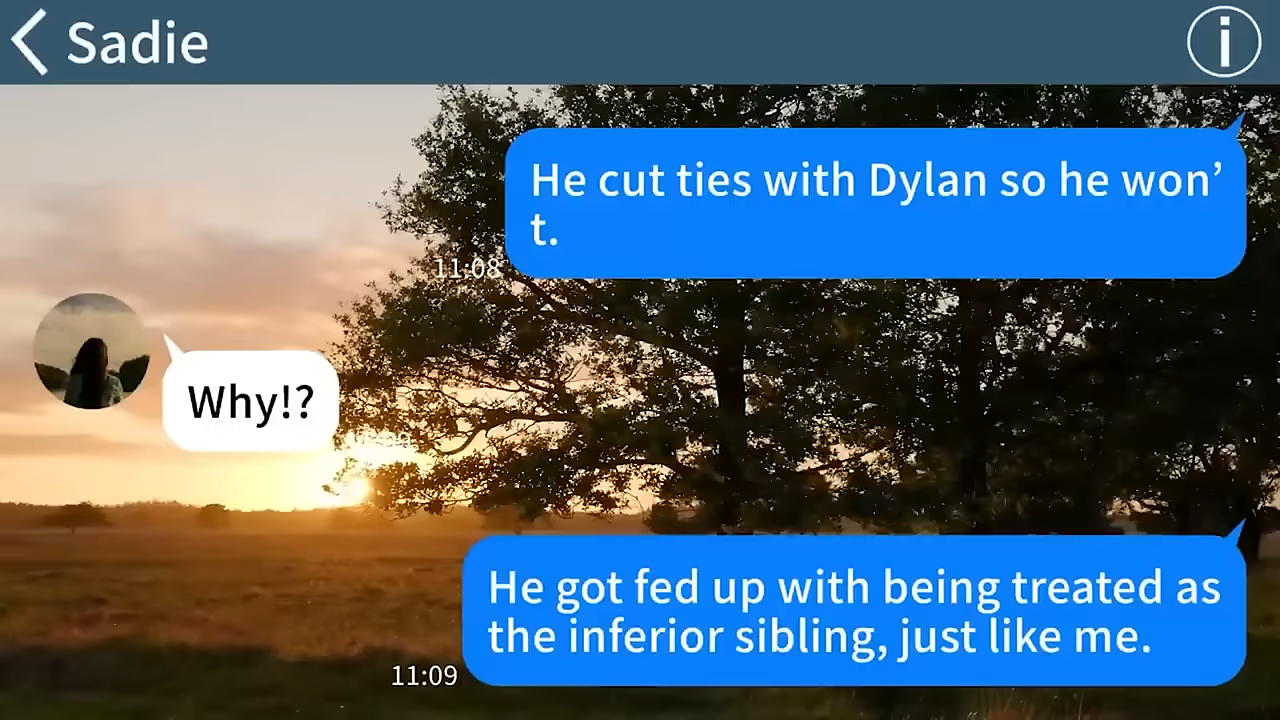 Sadie
He cut ties with Dylan so he won’
t.
11:08
Why!?
He got fed up with being treated as
the inferior sibling, just like me.
11:09